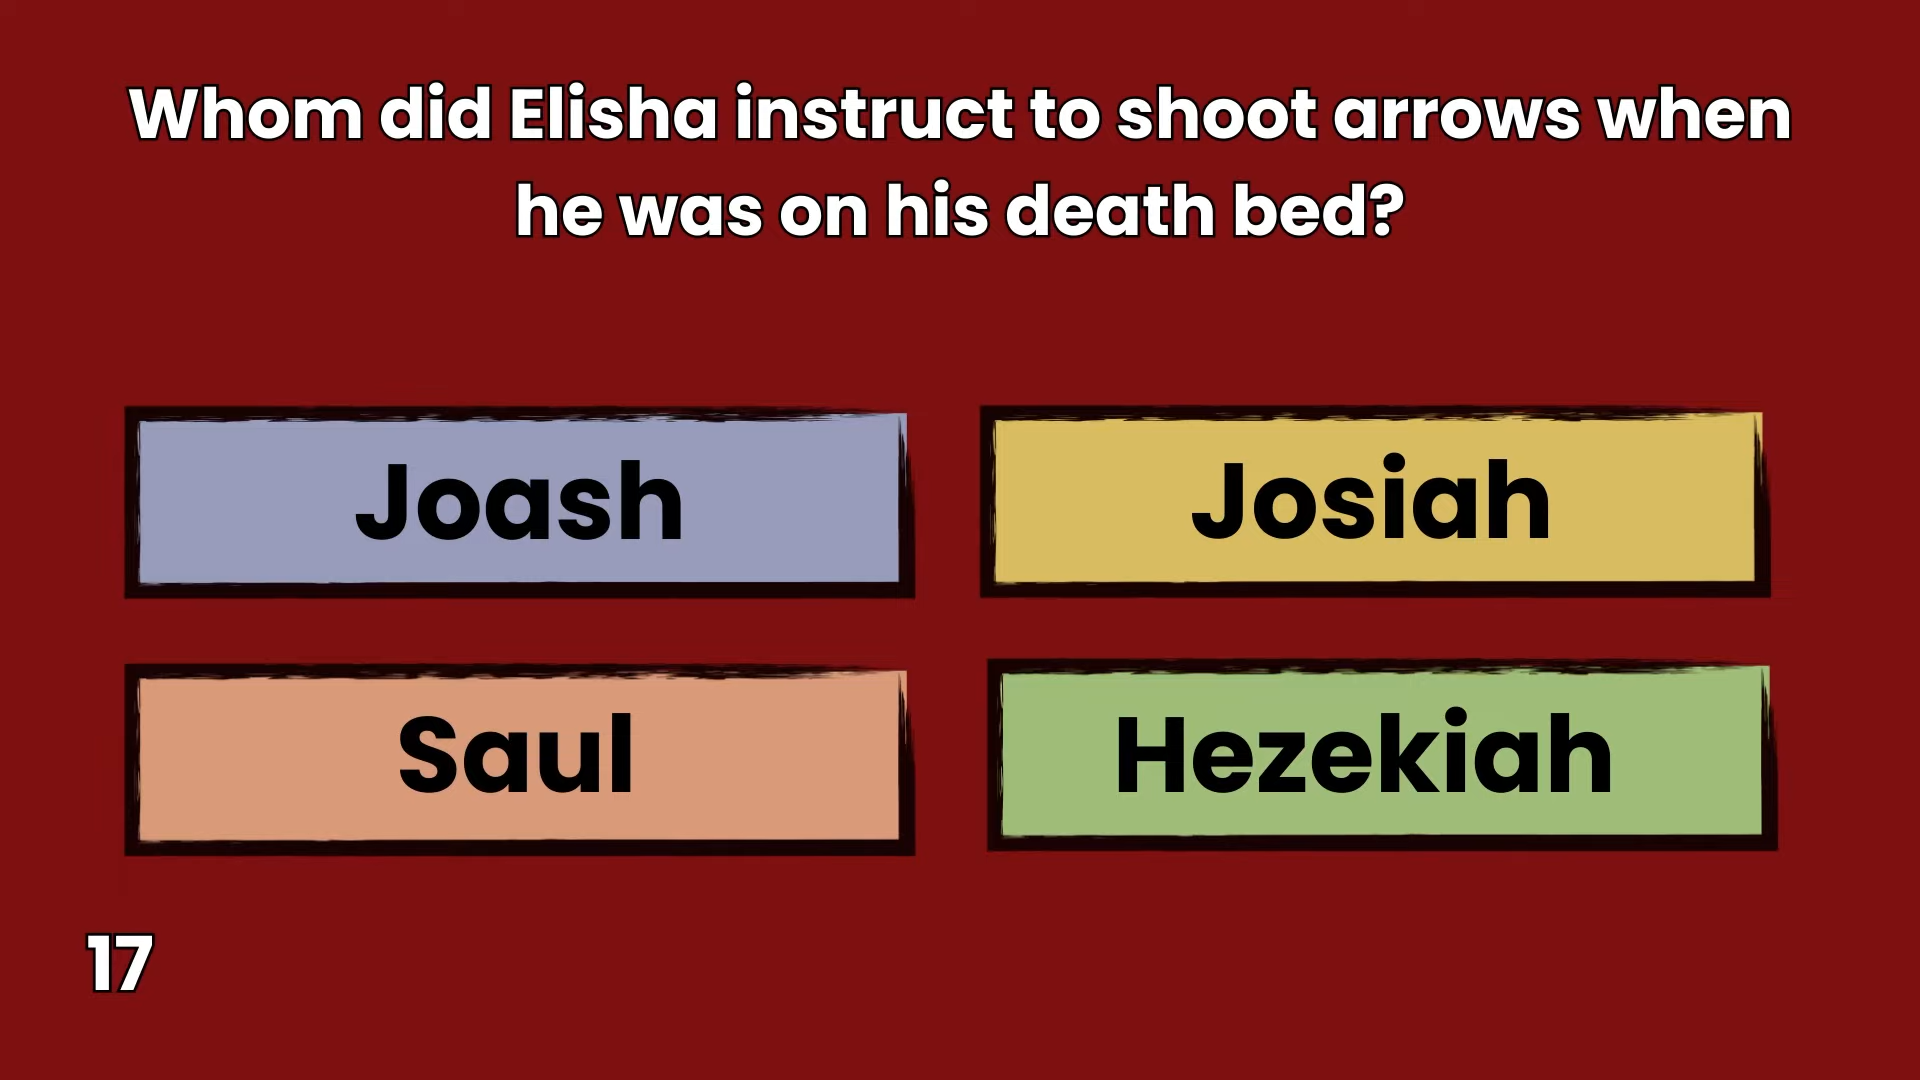 Whom did Elisha instruct to shoot arrows when
he was on his death bed?
Joash
Josiah
Saul
Hezekiah
17